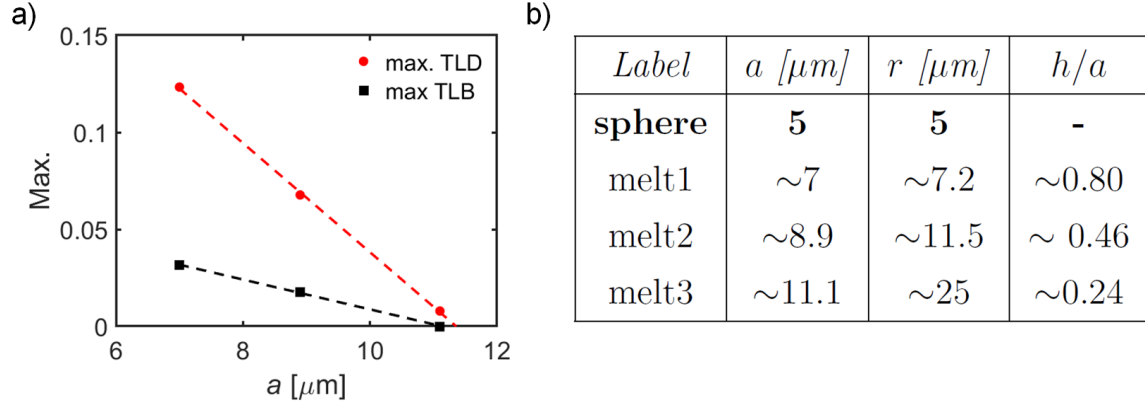 a)
0.15
0.1
0.05
0
Max.
max. TLD
max TLB
6 8 10 12
a [μm]
b)
Label a [μm] r [μm] h/a
sphere 5 5 -
melt1 ~7 ~7.2 ~0.80
melt2 ~8.9 ~11.5 ~ 0.46
melt3 ~11.1 ~25 ~0.24